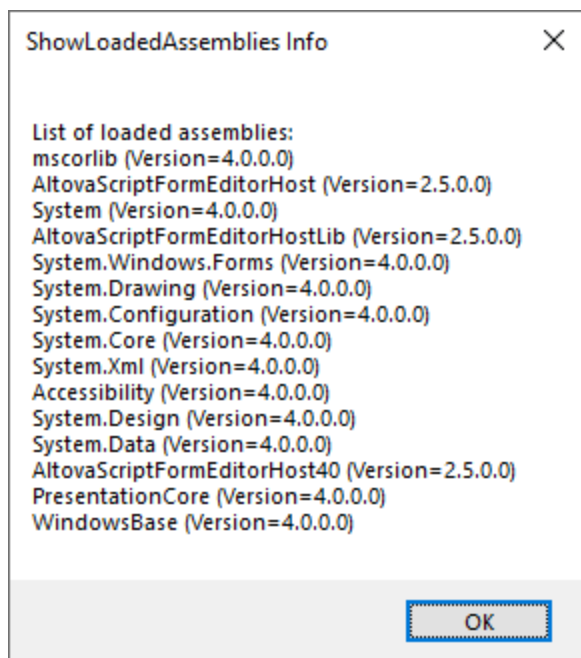 ShowLoadedAssemblies Info
List of loaded assemblies:
mscorlib (Version=4.0.0.0)
AltovaScriptFormEditorHost (Version=2.5.0.0)
System (Version=4.0.0.0)
AltovaScriptFormEditorHostLib (Version=2.5.0.0)
System.Windows.Forms (Version=4.0.0.0)
System.Drawing (Version=4.0.0.0)
System.Configuration (Version=4.0.0.0)
System.Core (Version=4.0.0.0)
System.Xml (Version=4.0.0.0)
Accessibility (Version=4.0.0.0)
System.Design (Version=4.0.0.0)
System.Data (Version=4.0.0.0)
AltovaScriptFormEditorHost40 (Version=2.5.0.0)
PresentationCore (Version=4.0.0.0)
WindowsBase (Version=4.0.0.0)
OK